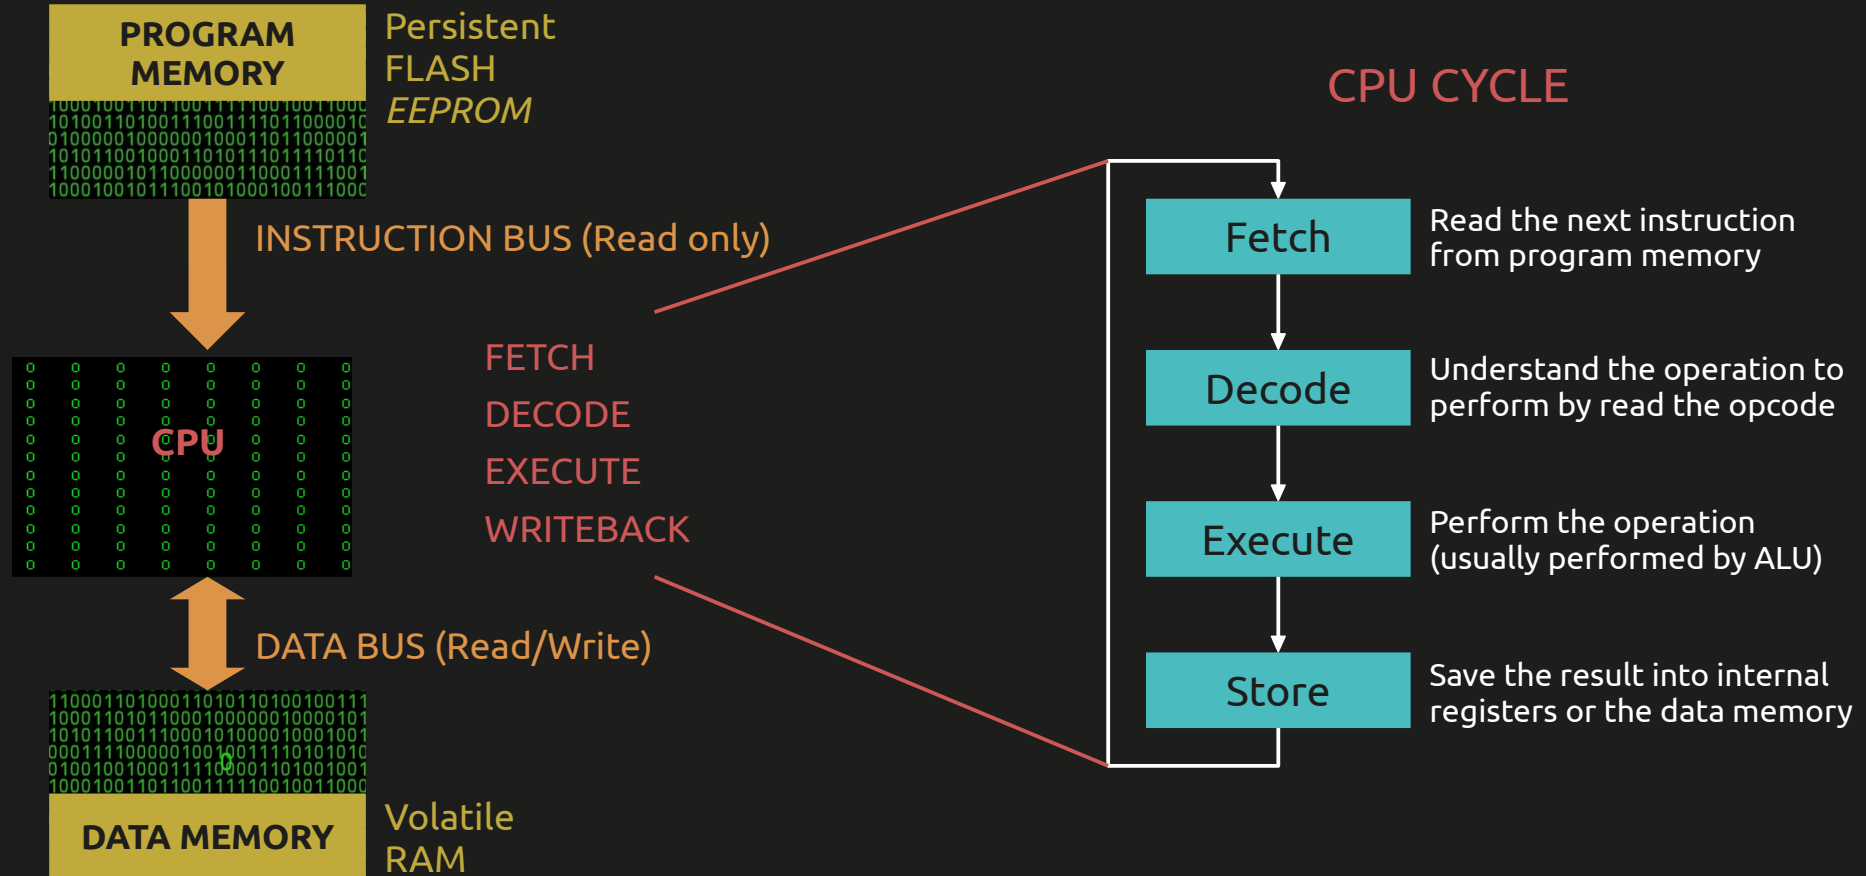 PROGRAM
MEMORY
Persistent
FLASH
EEPROM
INSTRUCTION BUS (Read only)
CPU
FETCH
DECODE
EXECUTE
WRITEBACK
DATA BUS (Read/Write)
DATA MEMORY
Volatile
RAM
CPU CYCLE
Fetch
Read the next instruction
from program memory
Decode
Understand the operation to
perform by read the opcode
Execute
Perform the operation
(usually performed by ALU)
Store
Save the result into internal
registers or the data memory